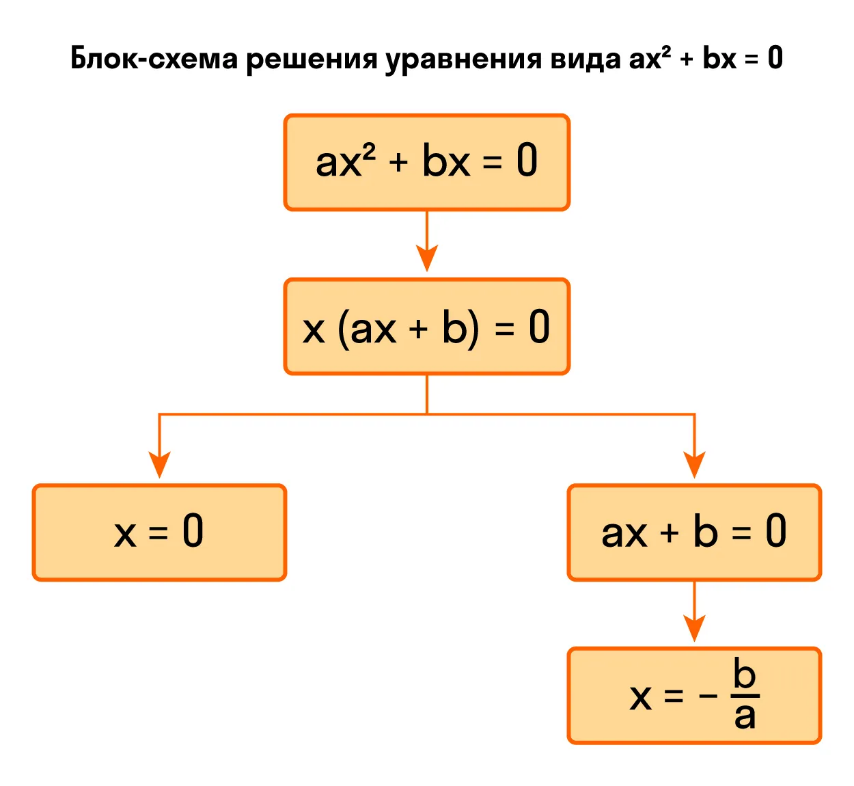 Блок-схема решения уравнения вида ax² + bx = 0
ax² + bx = 0
x (ax + b) = 0
x = 0
ax + b = 0
x = - b/a